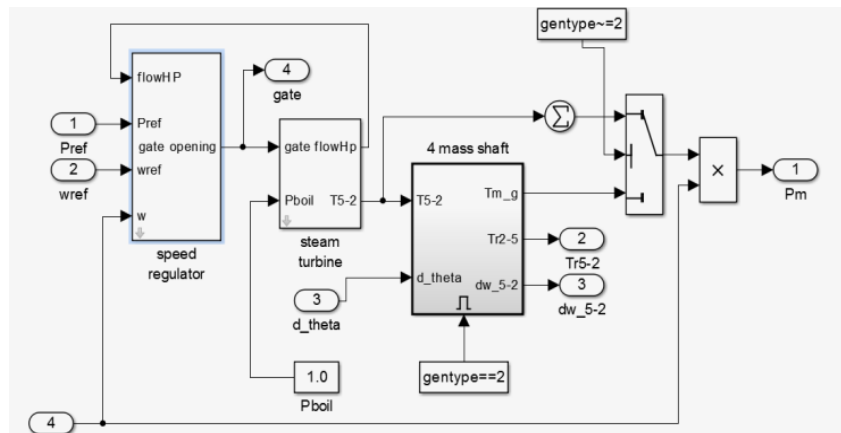 gentype~=2
flowHP
4
gate
1
Pref
Pref
gate opening
2
wref
wref
w
speed
regulator
gate flowHp
Pboil
T5-2
steam
turbine
Σ
4 mass shaft
T5-2
Tm_g
Tr2-5
d_theta
dw_5-2
×
1
Pm
2
Tr5-2
3
dw_5-2
3
d_theta
gentype==2
1.0
Pboil
4